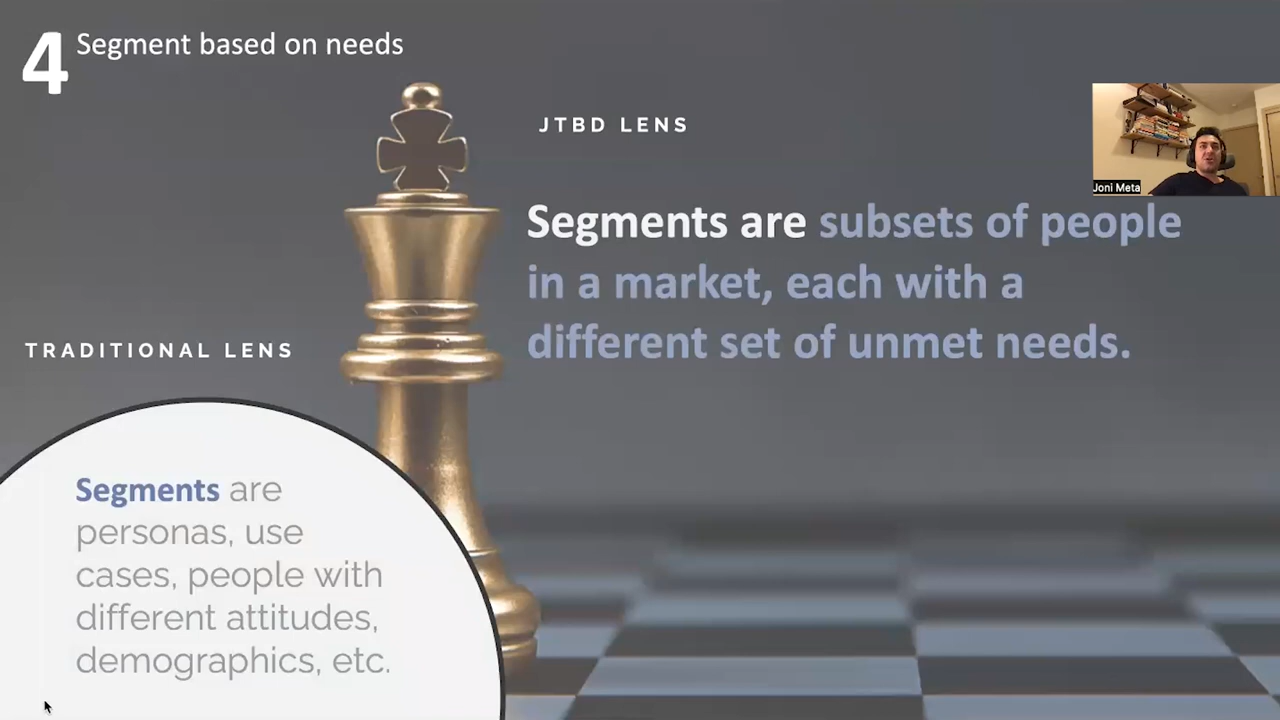 4 Segment based on needs
JTBD LENS
Joni Meta
Segments are subsets of people
in a market, each with a
different set of unmet needs.
TRADITIONAL LENS
Segments are
personas, use
cases, people with
different attitudes,
demographics, etc.